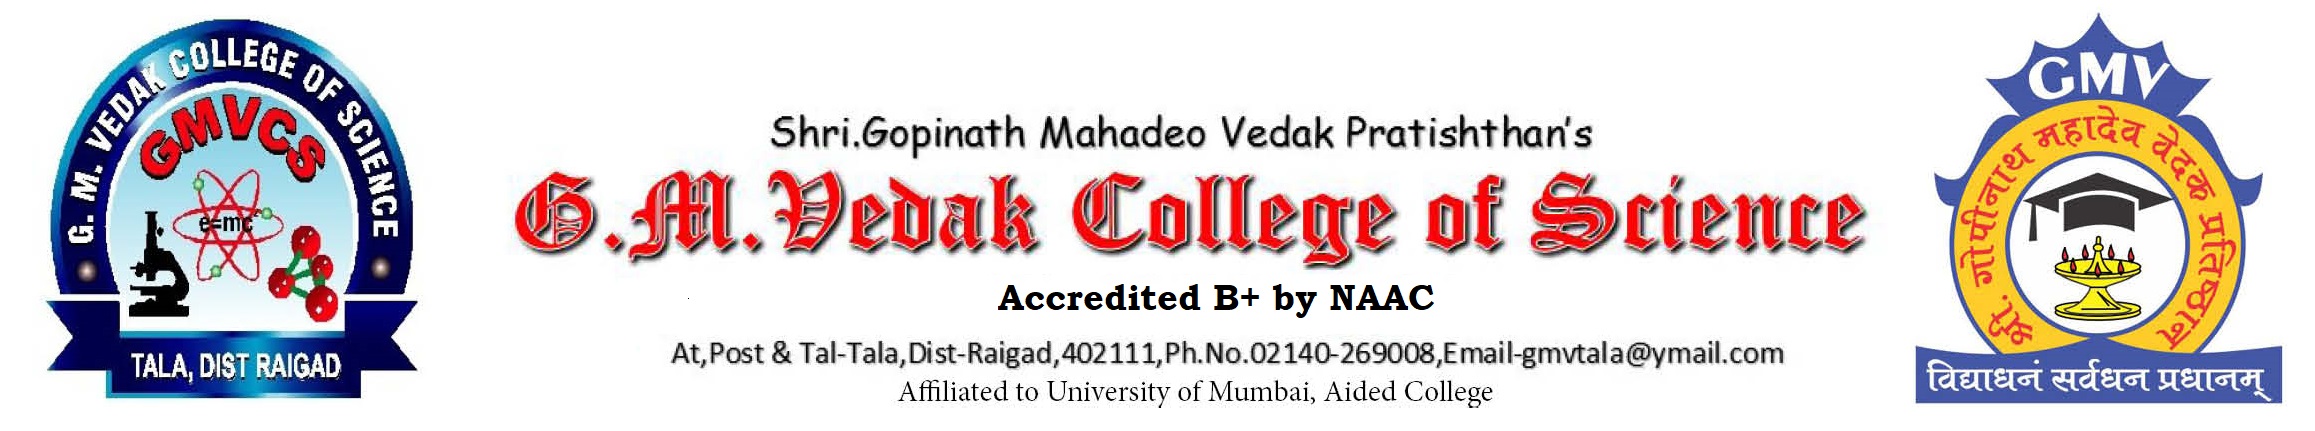 G. M. VEDAK COLLEGE OF SCIENCE
GMVCS
e=mc²
TALA, DIST RAIGAD
Shri.Gopinath Mahadeo Vedak Pratishthan's
G.M.Vedak College of Science
Accredited B+ by NAAC
At,Post & Tal-Tala,Dist-Raigad,402111,Ph.No.02140-269008,Email-gmvtala@ymail.com
Affiliated to University of Mumbai, Aided College
GMV
श्री. गोपीनाथ महादेव वेदक प्रतिष्ठान
विद्याधनं सर्वधन प्रधानम्